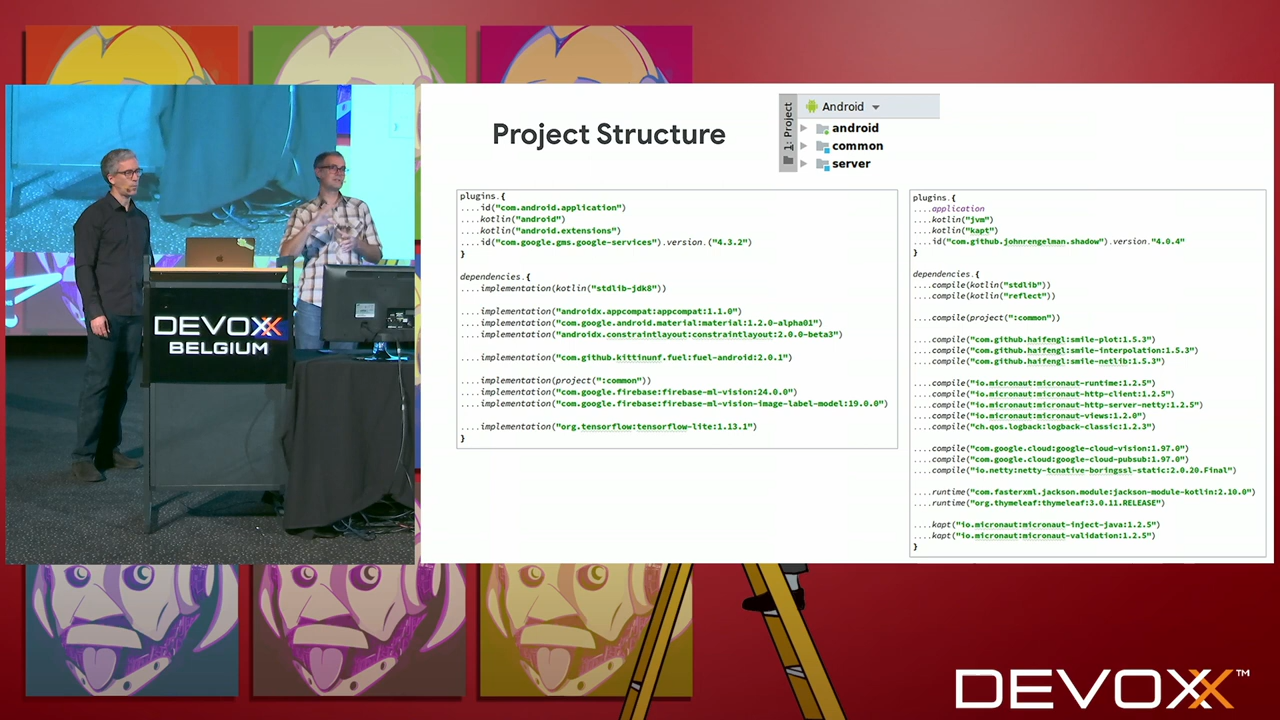 Project Structure
1: Project
Android
android
common
server
plugins.{
....id("com.android.application")
....kotlin("android")
....kotlin("android.extensions")
....id("com.google.gms.google-services").version.("4.3.2")
}
dependencies.{
....implementation(kotlin("stdlib-jdk8"))
....implementation("androidx.appcompat:appcompat:1.1.0")
....implementation("com.google.android.material:material:1.2.0-alpha01")
....implementation("androidx.constraintlayout:constraintlayout:2.0.0-beta3")
....implementation("com.github.kittinunf.fuel:fuel-android:2.0.1")
....implementation(project(":common"))
....implementation("com.google.firebase:firebase-ml-vision:24.0.0")
....implementation("com.google.firebase:firebase-ml-vision-image-label-model:19.0.0")
....implementation("org.tensorflow:tensorflow-lite:1.13.1")
}
plugins.{
....application
....kotlin("jvm")
....kotlin("kapt")
....id("com.github.johnrengelman.shadow").version."4.0.4"
}
dependencies.{
....compile(kotlin("stdlib"))
....compile(kotlin("reflect"))
....compile(project(":common"))
....compile("com.github.haifengl:smile-plot:1.5.3")
....compile("com.github.haifengl:smile-interpolation:1.5.3")
....compile("com.github.haifengl:smile-netlib:1.5.3")
....compile("io.micronaut:micronaut-runtime:1.2.5")
....compile("io.micronaut:micronaut-http-client:1.2.5")
....compile("io.micronaut:micronaut-http-server-netty:1.2.5")
....compile("io.micronaut:micronaut-views:1.2.0")
....compile("ch.qos.logback:logback-classic:1.2.3")
....compile("com.google.cloud:google-cloud-vision:1.97.0")
....compile("com.google.cloud:google-cloud-pubsub:1.97.0")
....compile("io.netty:netty-tcnative-boringssl-static:2.0.20.Final")
....runtime("com.fasterxml.jackson.module:jackson-module-kotlin:2.10.0")
....runtime("org.thymeleaf:thymeleaf:3.0.11.RELEASE")
....kapt("io.micronaut:micronaut-inject-java:1.2.5")
....kapt("io.micronaut:micronaut-validation:1.2.5")
}
DEVOXX
BELGIUM
DEVOXX™